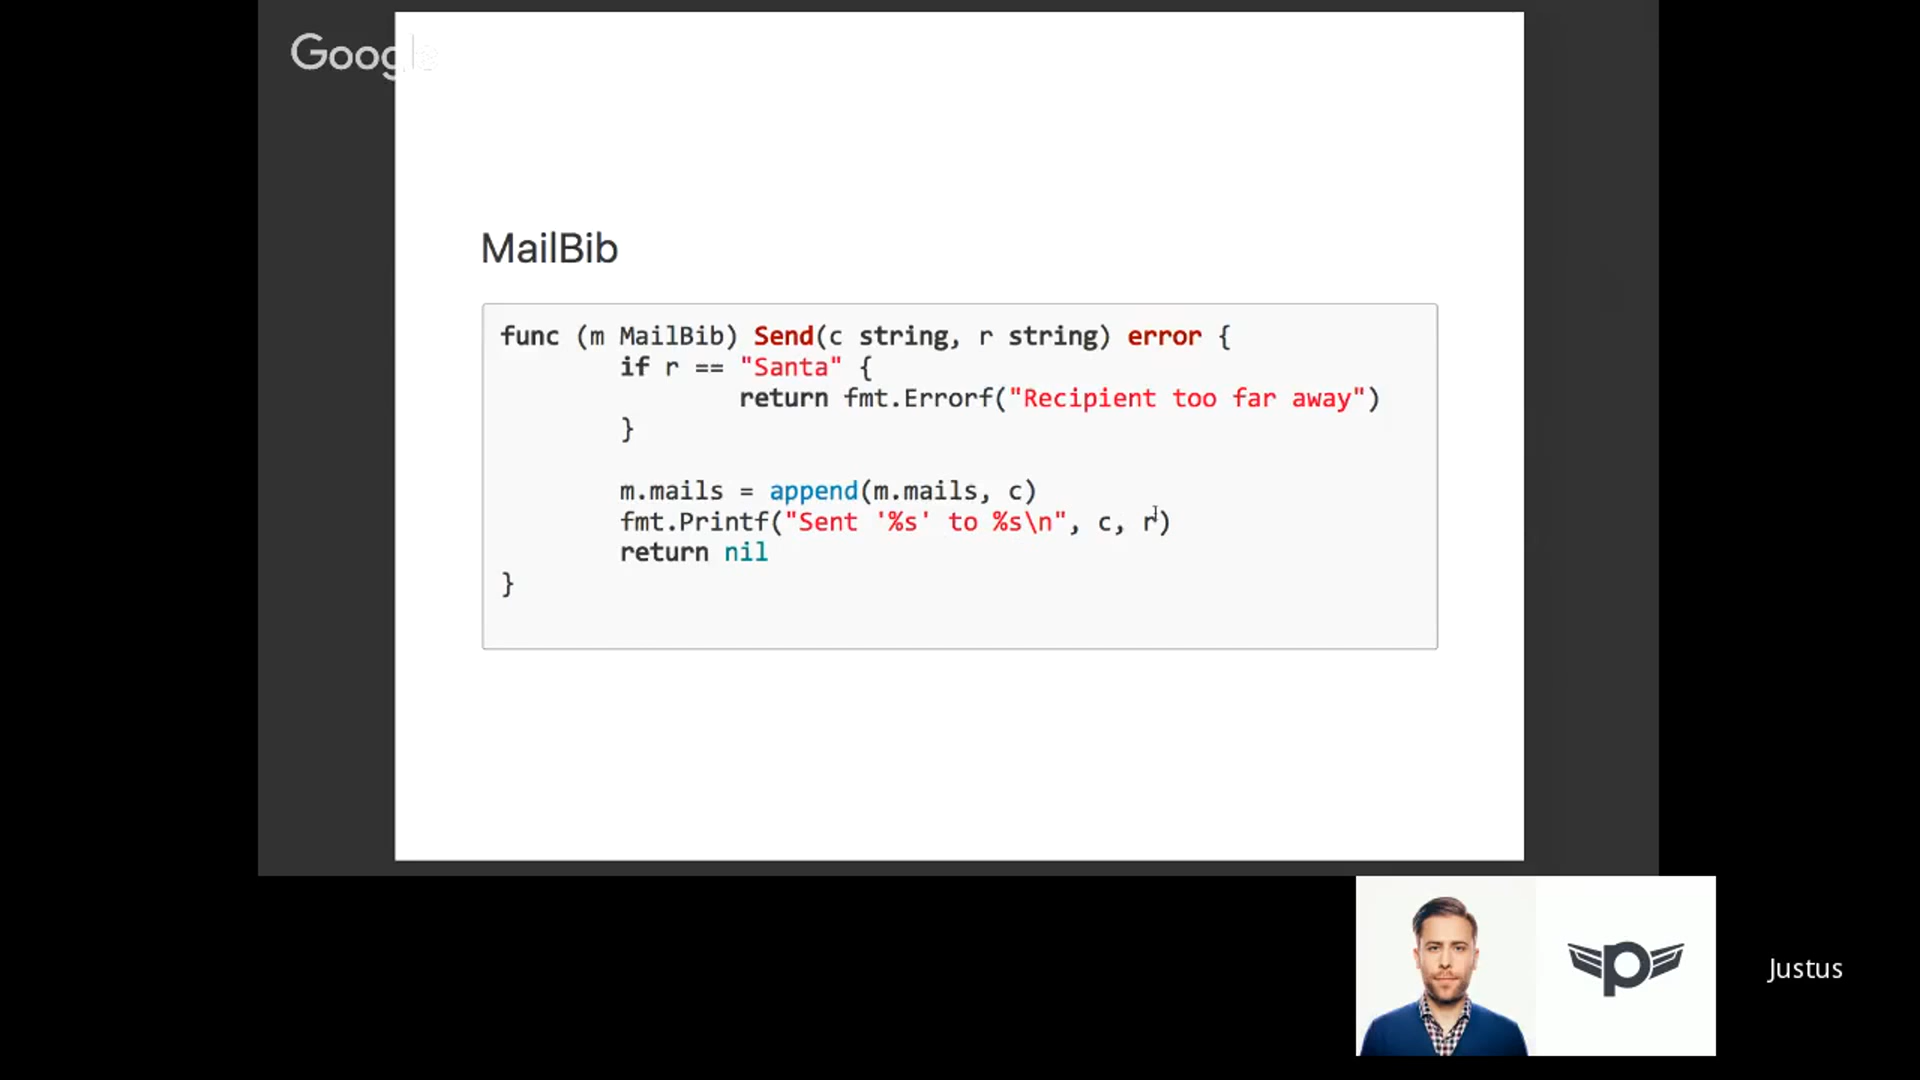 Google
MailBib
func (m MailBib) Send(c string, r string) error {
if r == "Santa" {
return fmt.Errorf("Recipient too far away")
}
m.mails = append(m.mails, c)
fmt.Printf("Sent '%s' to %s\n", c, r)
return nil
}
p
Justus